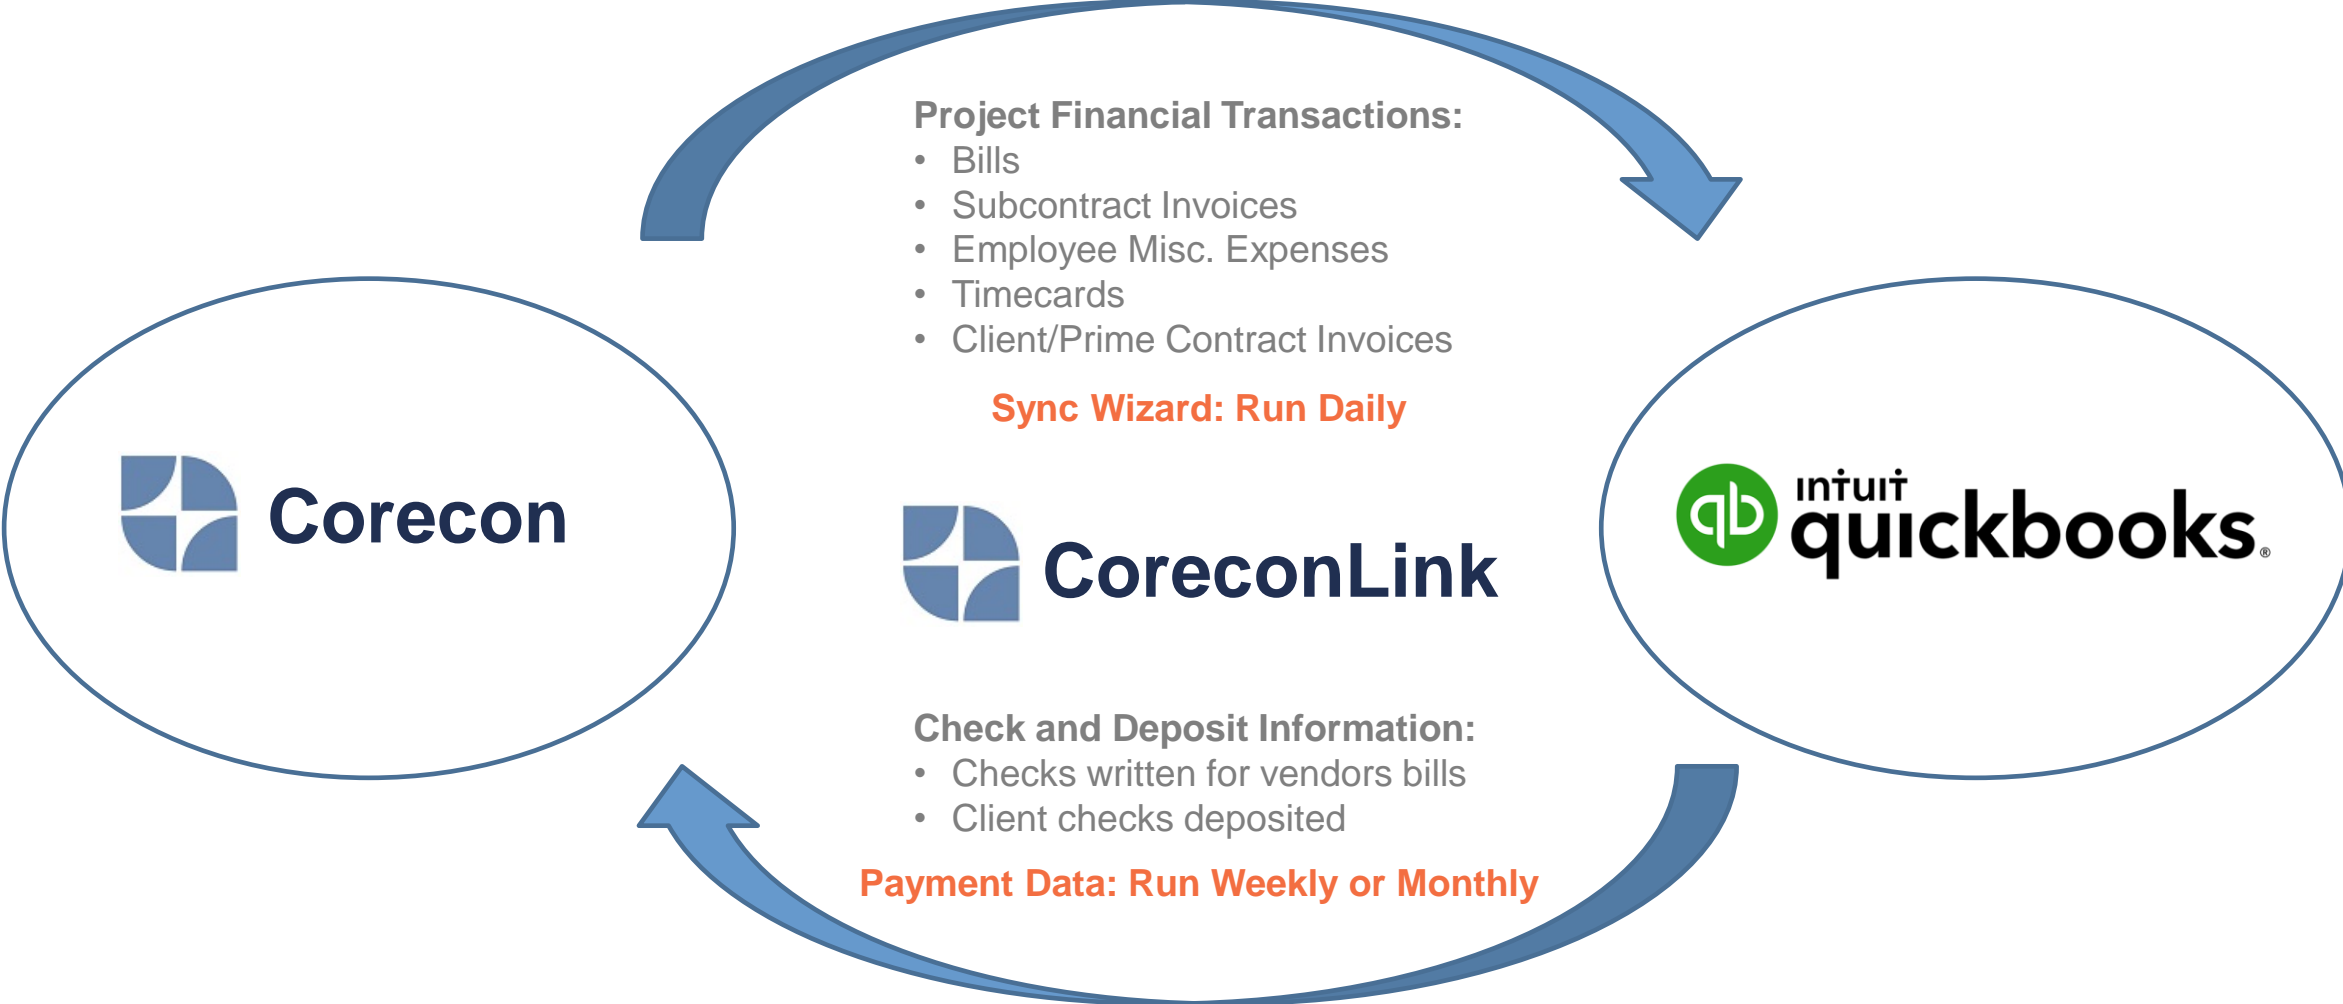 Project Financial Transactions:
• Bills
• Subcontract Invoices
• Employee Misc. Expenses
• Timecards
• Client/Prime Contract Invoices
Sync Wizard: Run Daily
Corecon
CoreconLink
qb
ıntuıt
quickbooks®
Check and Deposit Information:
• Checks written for vendors bills
• Client checks deposited
Payment Data: Run Weekly or Monthly